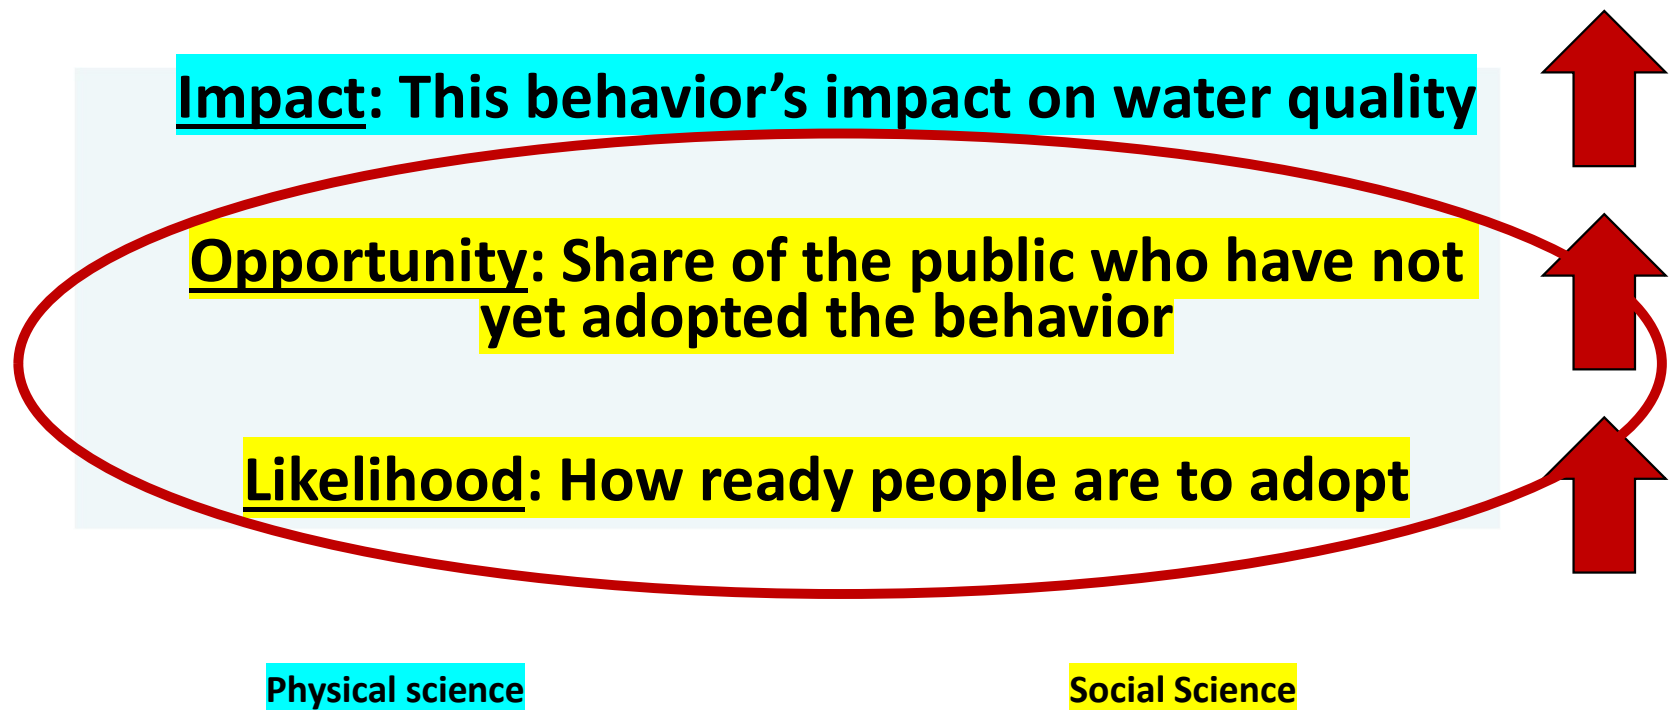 Impact: This behavior’s impact on water quality
Opportunity: Share of the public who have not
yet adopted the behavior
Likelihood: How ready people are to adopt
Physical science
Social Science